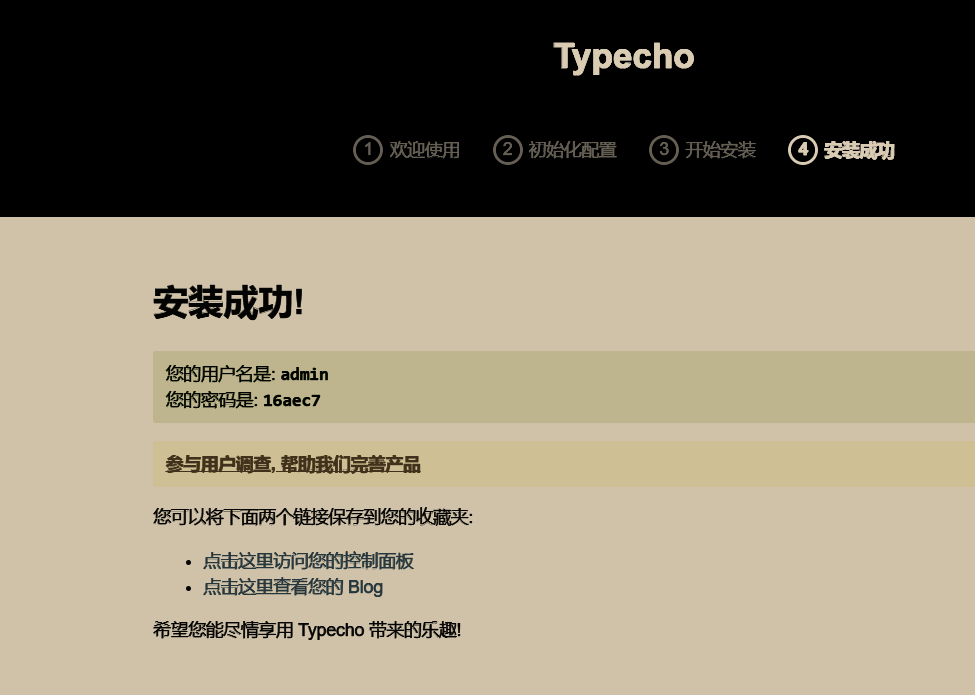 Typecho
1 欢迎使用 2 初始化配置 3 开始安装 4 安装成功
安装成功!
您的用户名是: admin
您的密码是: 16aec7
参与用户调查, 帮助我们完善产品
您可以将下面两个链接保存到您的收藏夹:
点击这里访问您的控制面板
点击这里查看您的 Blog
希望您能尽情享用 Typecho 带来的乐趣!